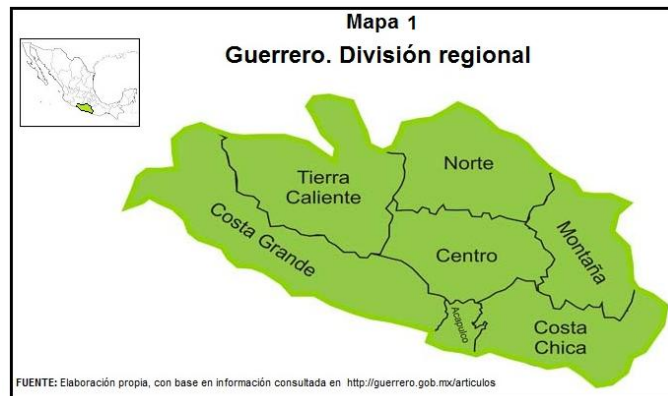 Mapa 1
Guerrero. División regional
Norte
Tierra
Caliente
Montaña
Costa Grande
Centro
Acapulco
Costa
Chica
FUENTE: Elaboración propia, con base en información consultada en http://guerrero.gob.mx/articulos